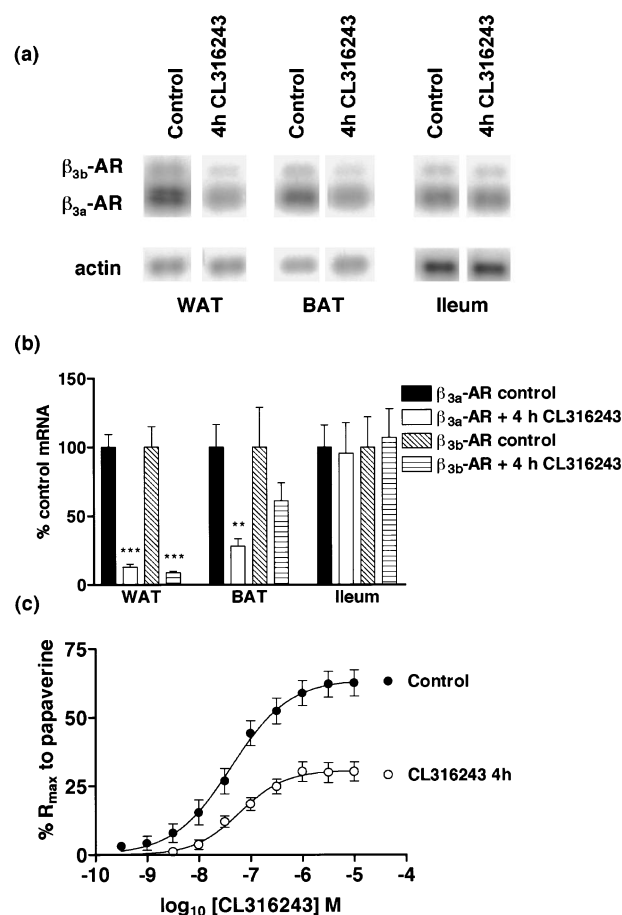 (a)
Control
4h CL316243
Control
4h CL316243
Control
4h CL316243
β3b-AR
β3a-AR
actin
WAT
BAT
Ileum
(b)
% control mRNA
150
100
50
0
WAT
BAT
Ileum
***
***
**
β3a-AR control
β3a-AR + 4 h CL316243
β3b-AR control
β3b-AR + 4 h CL316243
(c)
% Rmax to papaverine
75
50
25
0
-10
-9
-8
-7
-6
-5
-4
log10 [CL316243] M
Control
CL316243 4h